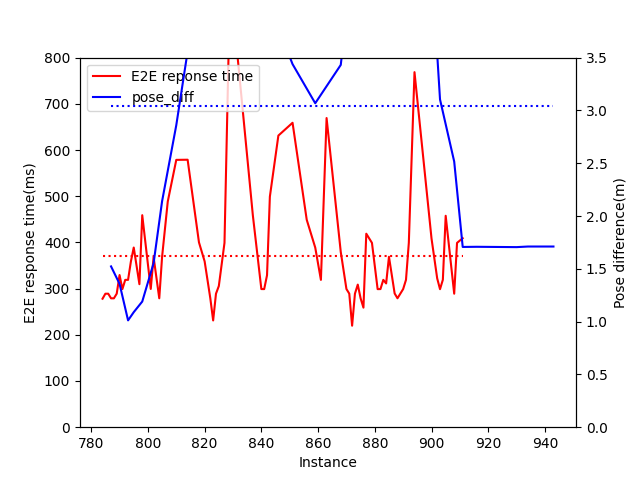 E2E reponse time
pose_diff
E2E response time(ms)
800
700
600
500
400
300
200
100
0
3.5
3.0
2.5
2.0
1.5
1.0
0.5
0.0
Pose difference(m)
780 800 820 840 860 880 900 920 940
Instance